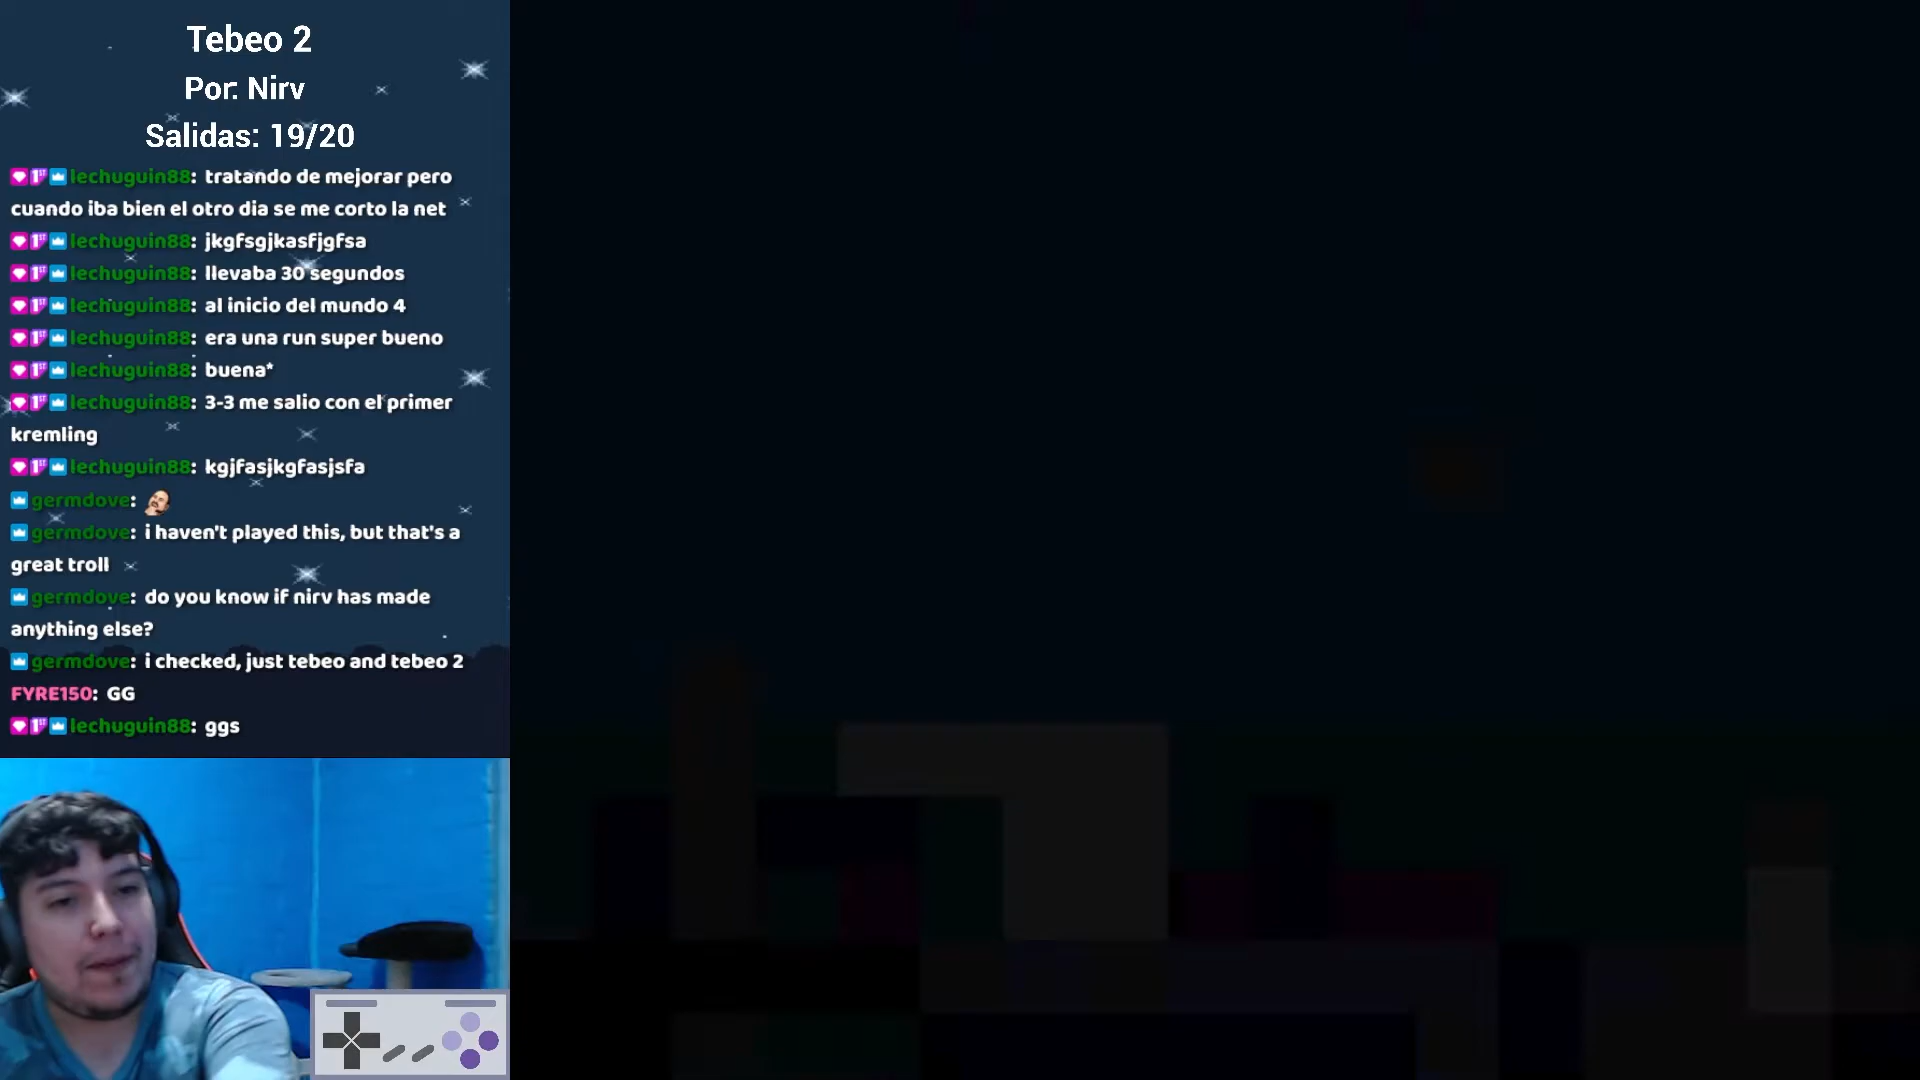 Tebeo 2
Por: Nirv
Salidas: 19/20
lechuguin88: tratando de mejorar pero
cuando iba bien el otro dia se me corto la net
lechuguin88: jkgfsgjkasfjgfsa
lechuguin88: llevaba 30 segundos
lechuguin88: al inicio del mundo 4
lechuguin88: era una run super bueno
lechuguin88: buena*
lechuguin88: 3-3 me salio con el primer
kremling
lechuguin88: kgjfasjkgfasjsfa
germdove:
germdove: i haven't played this, but that's a
great troll
germdove: do you know if nirv has made
anything else?
germdove: i checked, just tebeo and tebeo 2
FYRE150: GG
lechuguin88: ggs